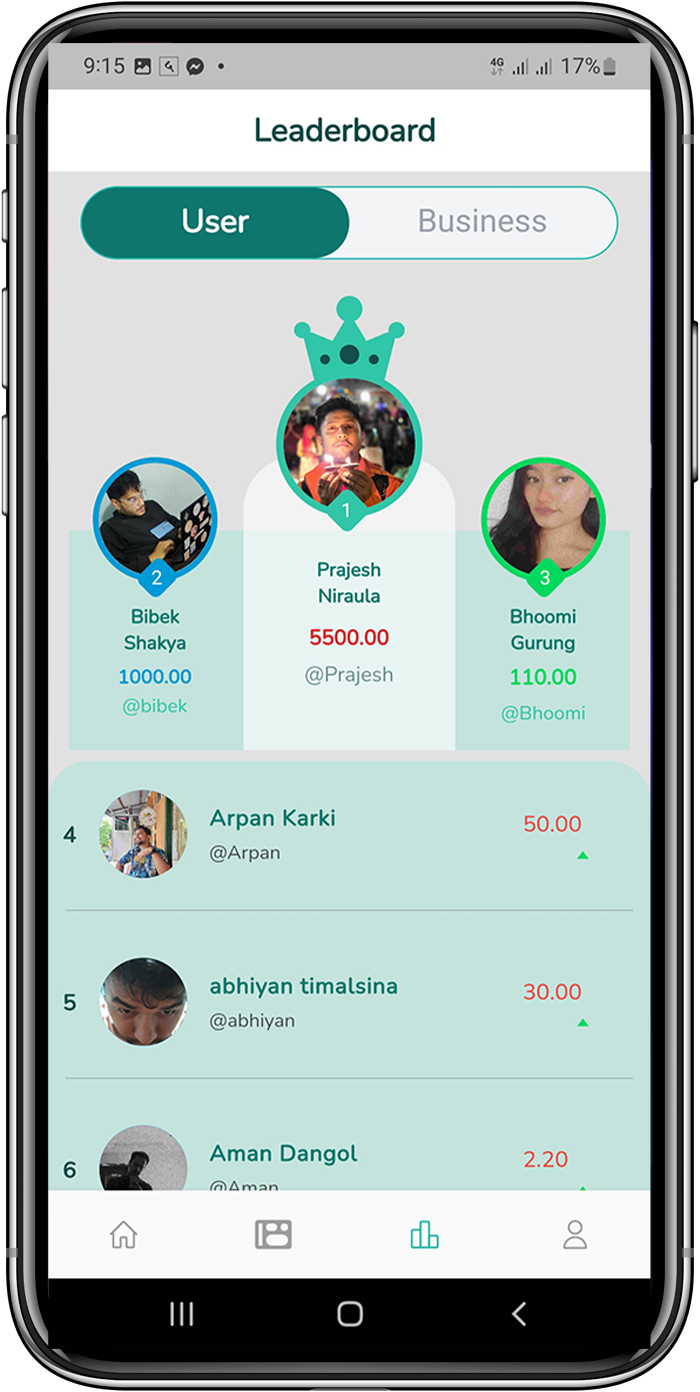 9:15
4G
17%
Leaderboard
User
Business
1
Prajesh
Niraula
5500.00
@Prajesh
2
Bibek
Shakya
1000.00
@bibek
3
Bhoomi
Gurung
110.00
@Bhoomi
4
Arpan Karki
50.00
@Arpan
5
abhiyan timalsina
30.00
@abhiyan
6
Aman Dangol
2.20
@Aman